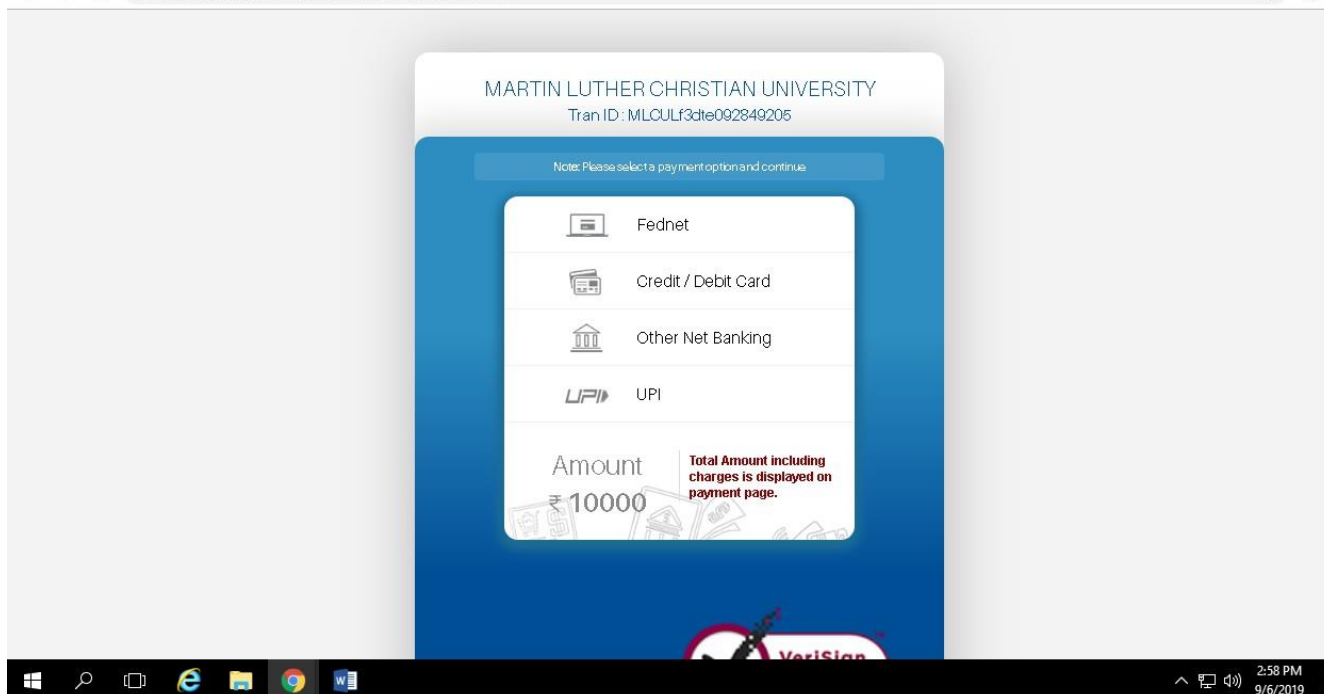 MARTIN LUTHER CHRISTIAN UNIVERSITY
Tran ID : MLCULf3dte092849205
Note: Please select a payment option and continue
Fednet
Credit / Debit Card
Other Net Banking
UPI UPI
Amount
₹ 10000
Total Amount including
charges is displayed on
payment page.
VeriSign
2:58 PM
9/6/2019